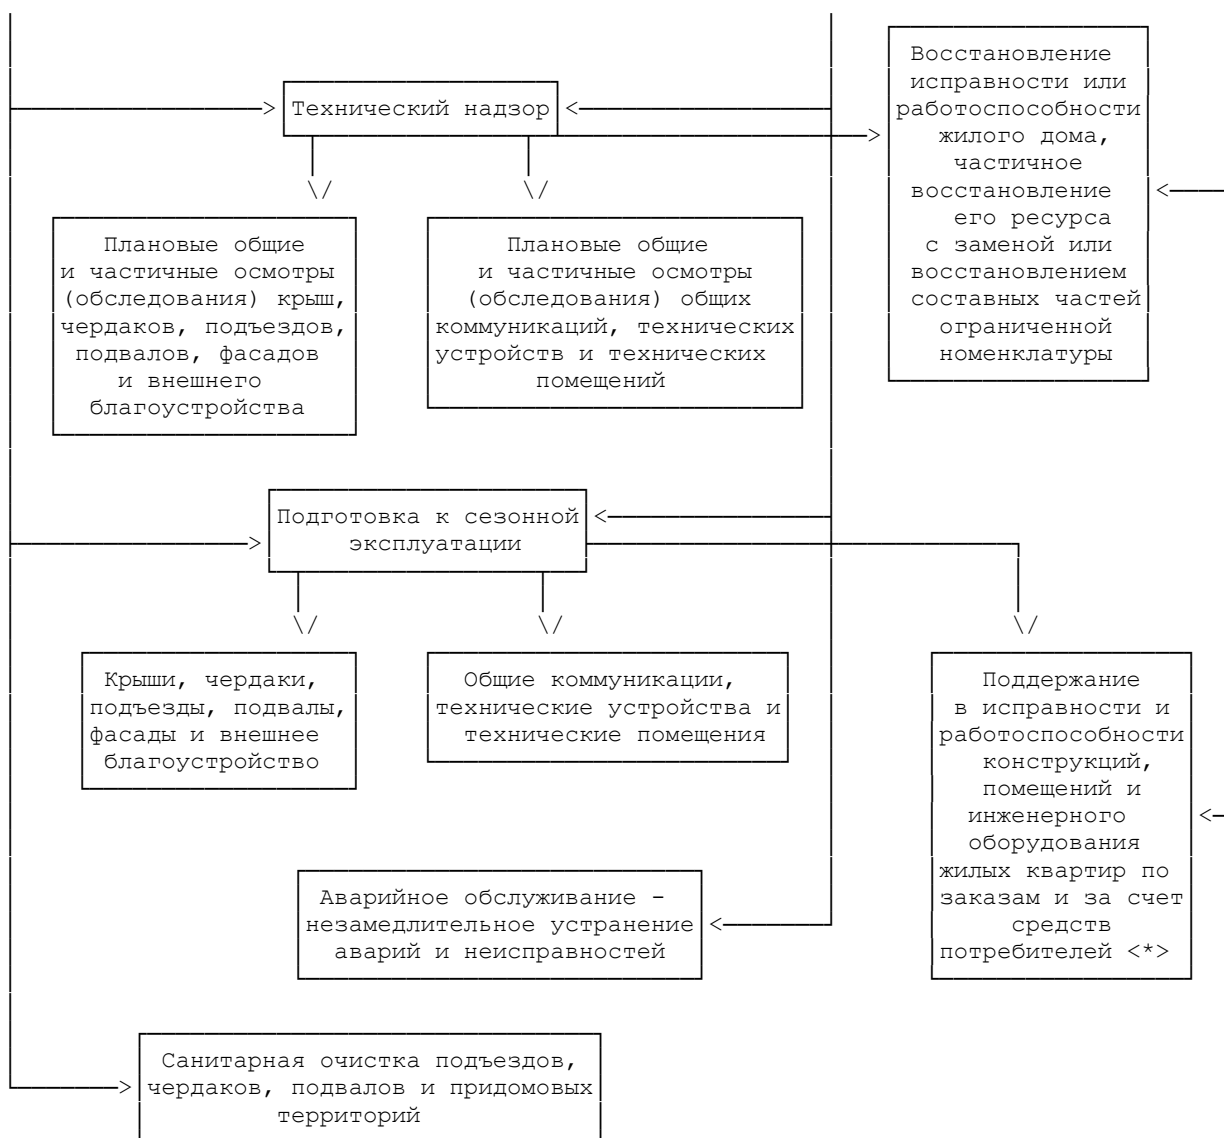 Восстановление
исправности или
работоспособности
жилого дома,
частичное
восстановление
его ресурса
с заменой или
восстановлением
составных частей
ограниченной
номенклатуры
Технический надзор
Плановые общие
и частичные осмотры
(обследования) крыш,
чердаков, подъездов,
подвалов, фасадов
и внешнего
благоустройства
Плановые общие
и частичные осмотры
(обследования) общих
коммуникаций, технических
устройств и технических
помещений
Подготовка к сезонной
эксплуатации
Крыши, чердаки,
подъезды, подвалы,
фасады и внешнее
благоустройство
Общие коммуникации,
технические устройства и
технические помещения
Поддержание
в исправности и
работоспособности
конструкций,
помещений и
инженерного
оборудования
жилых квартир по
заказам и за счет
средств
потребителей <*>
Аварийное обслуживание -
незамедлительное устранение
аварий и неисправностей
Санитарная очистка подъездов,
чердаков, подвалов и придомовых
территорий